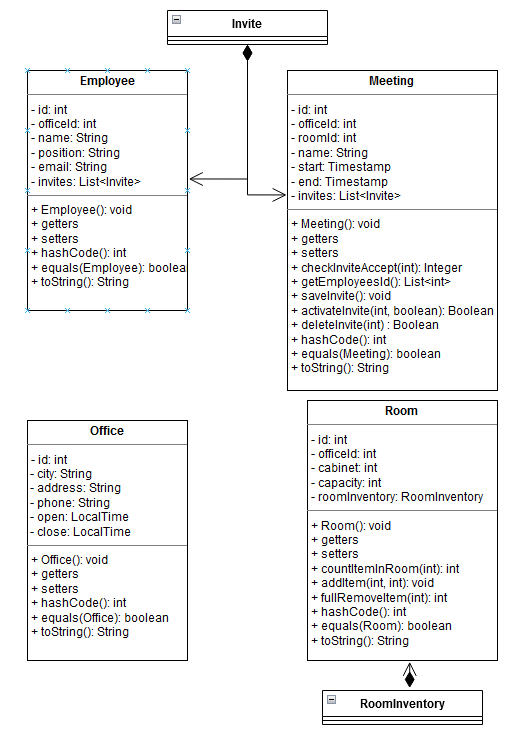 Invite
Employee
- id: int
- officeId: int
- name: String
- position: String
- email: String
- invites: List<Invite>
+ Employee(): void
+ getters
+ setters
+ hashCode(): int
+ equals(Employee): boolea
+ toString(): String
Meeting
- id: int
- officeId: int
- roomId: int
- name: String
- start: Timestamp
- end: Timestamp
- invites: List<Invite>
+ Meeting(): void
+ getters
+ setters
+ checkInviteAccept(int): Integer
+ getEmployeesId(): List<int>
+ saveInvite(): void
+ activateInvite(int, boolean): Boolean
+ deleteInvite(int) : Boolean
+ hashCode(): int
+ equals(Meeting): boolean
+ toString(): String
Office
- id: int
- city: String
- address: String
- phone: String
- open: LocalTime
- close: LocalTime
+ Office(): void
+ getters
+ setters
+ hashCode(): int
+ equals(Office): boolean
+ toString(): String
Room
- id: int
- officeId: int
- cabinet: int
- capacity: int
- roomInventory: RoomInventory
+ Room(): void
+ getters
+ setters
+ countItemInRoom(int): int
+ addItem(int, int): void
+ fullRemoveItem(int): int
+ hashCode(): int
+ equals(Room): boolean
+ toString(): String
RoomInventory